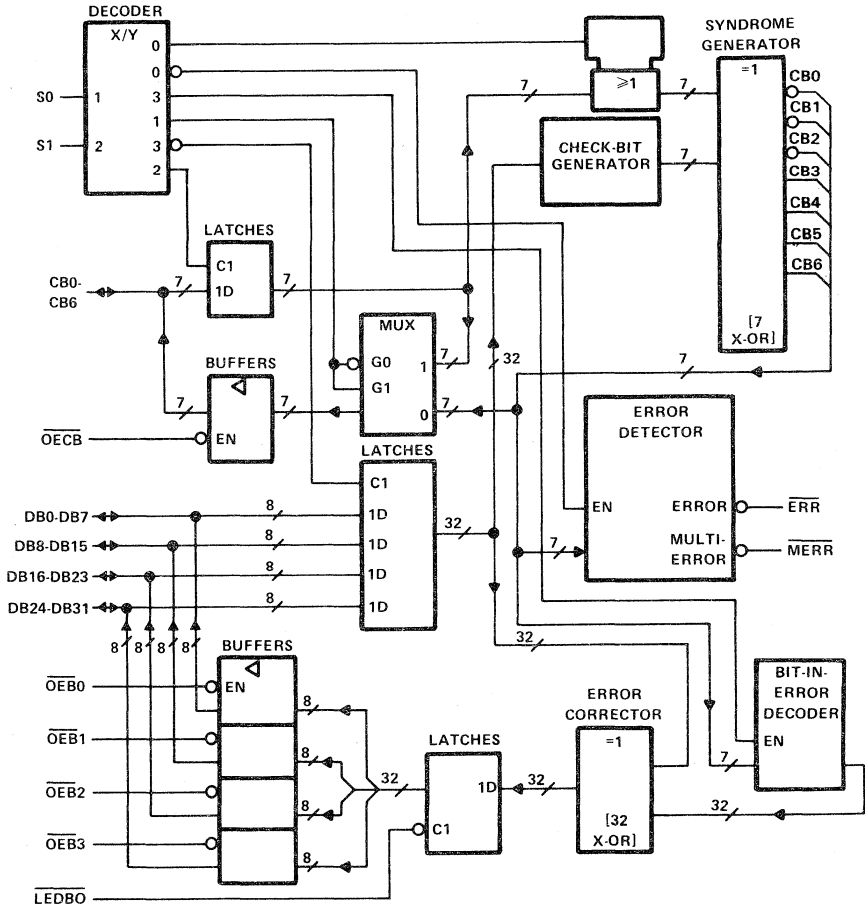 DECODER
X/Y
0
0
3
1
3
2
S0
1
S1
2
SYNDROME
GENERATOR
=1
≥1
7
7
CB0
CB1
CB2
CB3
CB4
CB5
CB6
[7
X-OR]
CHECK-BIT
GENERATOR
7
LATCHES
C1
1D
CB0-
CB6
7
7
MUX
G0
G1
1
0
7
7
32
7
BUFFERS
EN
7
7
OECB
ERROR
DETECTOR
EN
ERROR
MULTI-
ERROR
ERR
MERR
7
LATCHES
C1
1D
1D
1D
1D
DB0-DB7
DB8-DB15
DB16-DB23
DB24-DB31
8
8
8
8
32
8
8
8
8
32
BUFFERS
EN
OEB0
OEB1
OEB2
OEB3
8
8
8
8
32
LATCHES
1D
C1
LEDBO
32
ERROR
CORRECTOR
=1
[32
X-OR]
BIT-IN-
ERROR
DECODER
EN
7
32